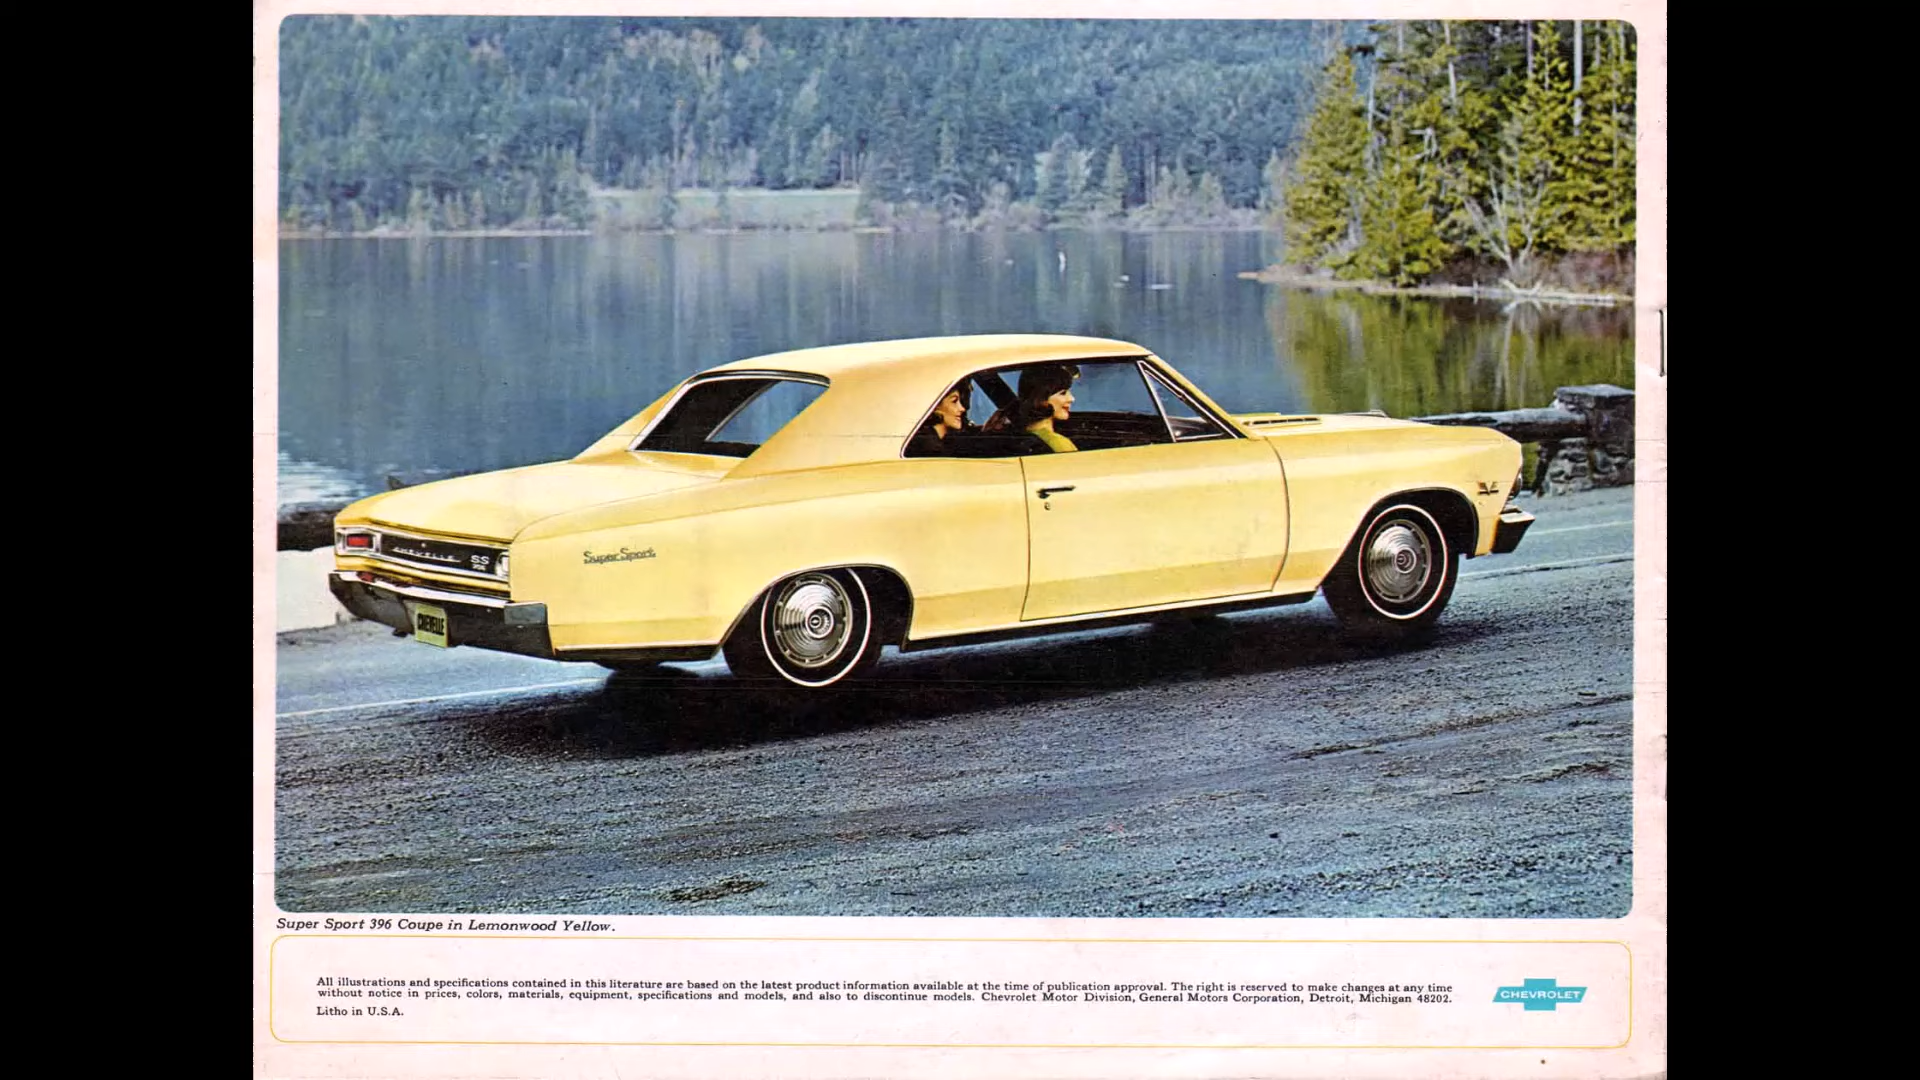 CHEVELLE SS
396
Super Sport
CHEVELLE
Super Sport 396 Coupe in Lemonwood Yellow.
All illustrations and specifications contained in this literature are based on the latest product information available at the time of publication approval. The right is reserved to make changes at any time
without notice in prices, colors, materials, equipment, specifications and models, and also to discontinue models. Chevrolet Motor Division, General Motors Corporation, Detroit, Michigan 48202.
Litho in U.S.A.
CHEVROLET